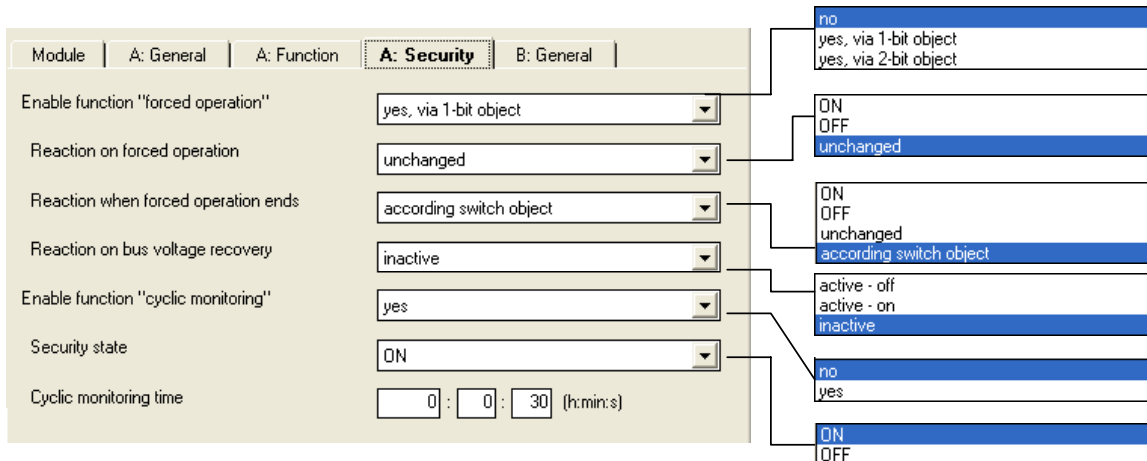 Module
A: General
A: Function
A: Security
B: General
Enable function "forced operation"
yes, via 1-bit object
Reaction on forced operation
unchanged
Reaction when forced operation ends
according switch object
Reaction on bus voltage recovery
inactive
Enable function "cyclic monitoring"
yes
Security state
ON
Cyclic monitoring time
0 : 0 : 30 (h:min:s)
no
yes, via 1-bit object
yes, via 2-bit object
ON
OFF
unchanged
ON
OFF
unchanged
according switch object
active - off
active - on
inactive
no
yes
ON
OFF